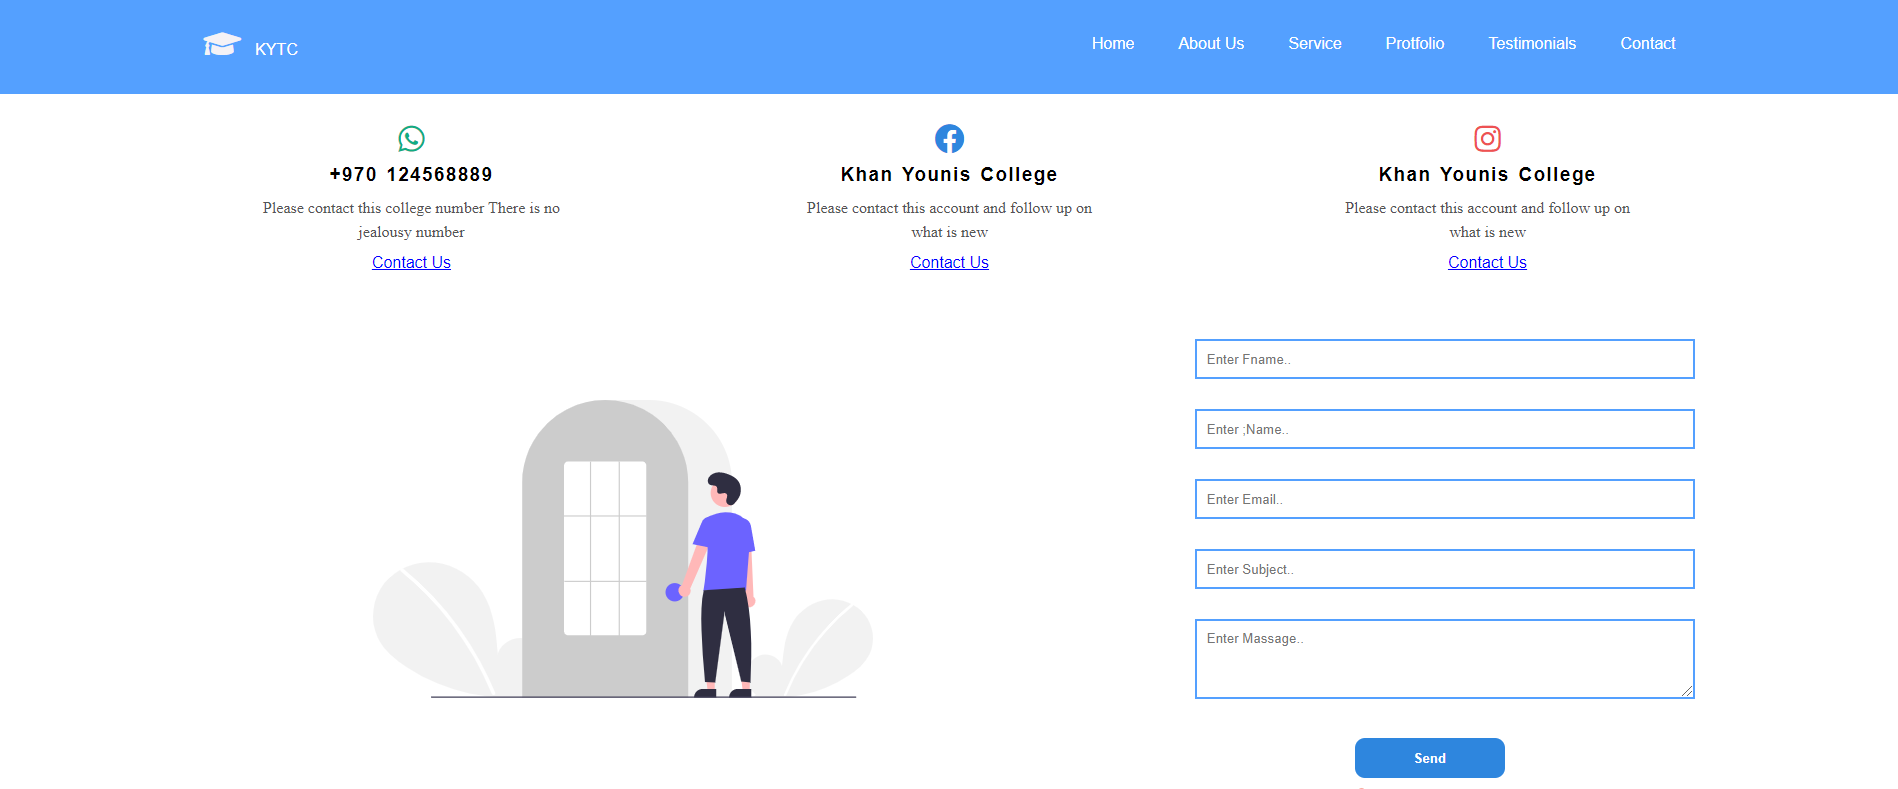 KYTC
Home About Us Service Protfolio Testimonials Contact
+970 124568889
Please contact this college number There is no
jealousy number
Contact Us
Khan Younis College
Please contact this account and follow up on
what is new
Contact Us
Khan Younis College
Please contact this account and follow up on
what is new
Contact Us
Enter Fname..
Enter ;Name..
Enter Email..
Enter Subject..
Enter Massage..
Send